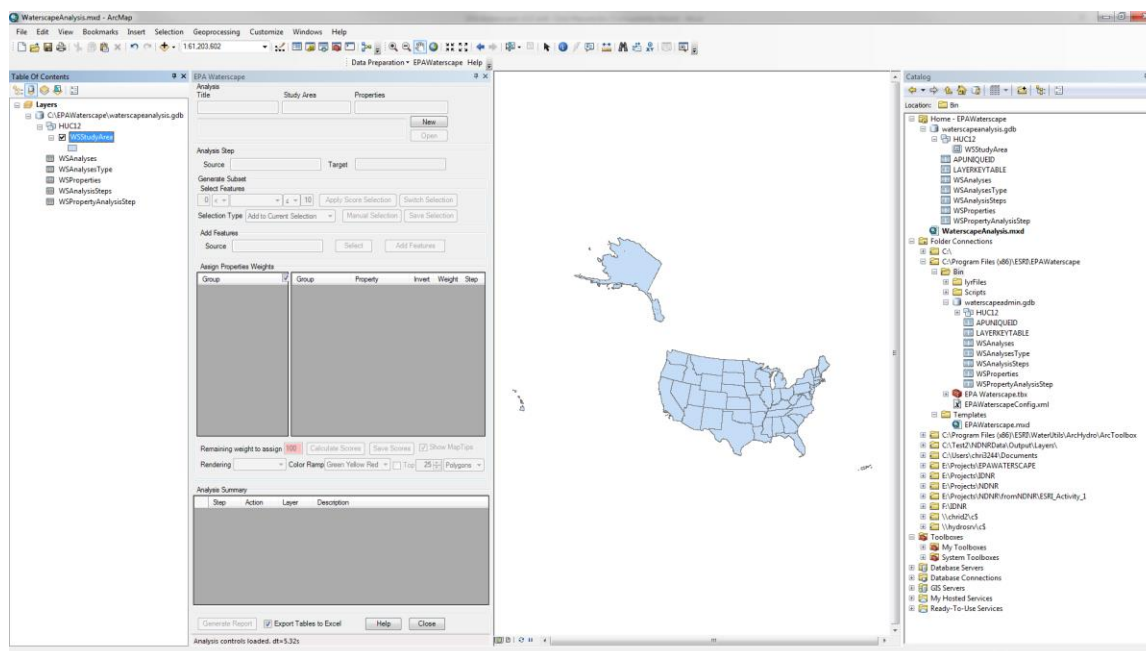 WaterscapeAnalysis.mxd - ArcMap
File Edit View Bookmarks Insert Selection Geoprocessing Customize Windows Help
1:61,203,602
Data Preparation EPAWaterscape Help
Table Of Contents
Layers
C:\EPAWaterscape\waterscapeanalysis.gdb
HUC12
WSStudyArea
WSAnalyses
WSAnalysesType
WSProperties
WSAnalysisSteps
WSPropertyAnalysisStep
EPA Waterscape
Analysis
Title Study Area Properties
New
Open
Analysis Step
Source Target
Generate Subset
Select Features
0 < ≤ 10 Apply Score Selection Switch Selection
Selection Type Add to Current Selection Manual Selection Save Selection
Add Features
Source Select Add Features
Assign Properties Weights
Group Group Property Invert Weight Step
Remaining weight to assign 100 Calculate Scores Save Scores Show MapTips
Rendering Color Ramp Green Yellow Red Top 25 Polygons
Analysis Summary
Step Action Layer Description
Generate Report Export Tables to Excel Help Close
Analysis controls loaded. dt=5.32s
Catalog
Location: Bin
Home - EPAWaterscape
waterscapeanalysis.gdb
HUC12
WSStudyArea
APUNIQUEID
LAYERKEYTABLE
WSAnalyses
WSAnalysesType
WSAnalysisSteps
WSProperties
WSPropertyAnalysisStep
WaterscapeAnalysis.mxd
Folder Connections
C:\
C:\Program Files (x86)\ESRI\EPAWaterscape
Bin
lyrFiles
Scripts
waterscapeadmin.gdb
HUC12
APUNIQUEID
LAYERKEYTABLE
WSAnalyses
WSAnalysesType
WSAnalysisSteps
WSProperties
WSPropertyAnalysisStep
EPA Waterscape.tbx
EPAWaterscapeConfig.xml
Templates
EPAWaterscape.mxd
C:\Program Files (x86)\ESRI\WaterUtils\ArcHydro\ArcToolbox
C:\Test2\NDNRData\Output\Layers\
C:\Users\chri3244\Documents
E:\Projects\EPAWATERSCAPE
E:\Projects\IDNR
E:\Projects\NDNR
E:\Projects\NDNR\fromNDNR\ESRI_Activity_1
F:\IDNR
\\chrid2\c$
\\hydrosrv\c$
Toolboxes
My Toolboxes
System Toolboxes
Database Servers
Database Connections
GIS Servers
My Hosted Services
Ready-To-Use Services